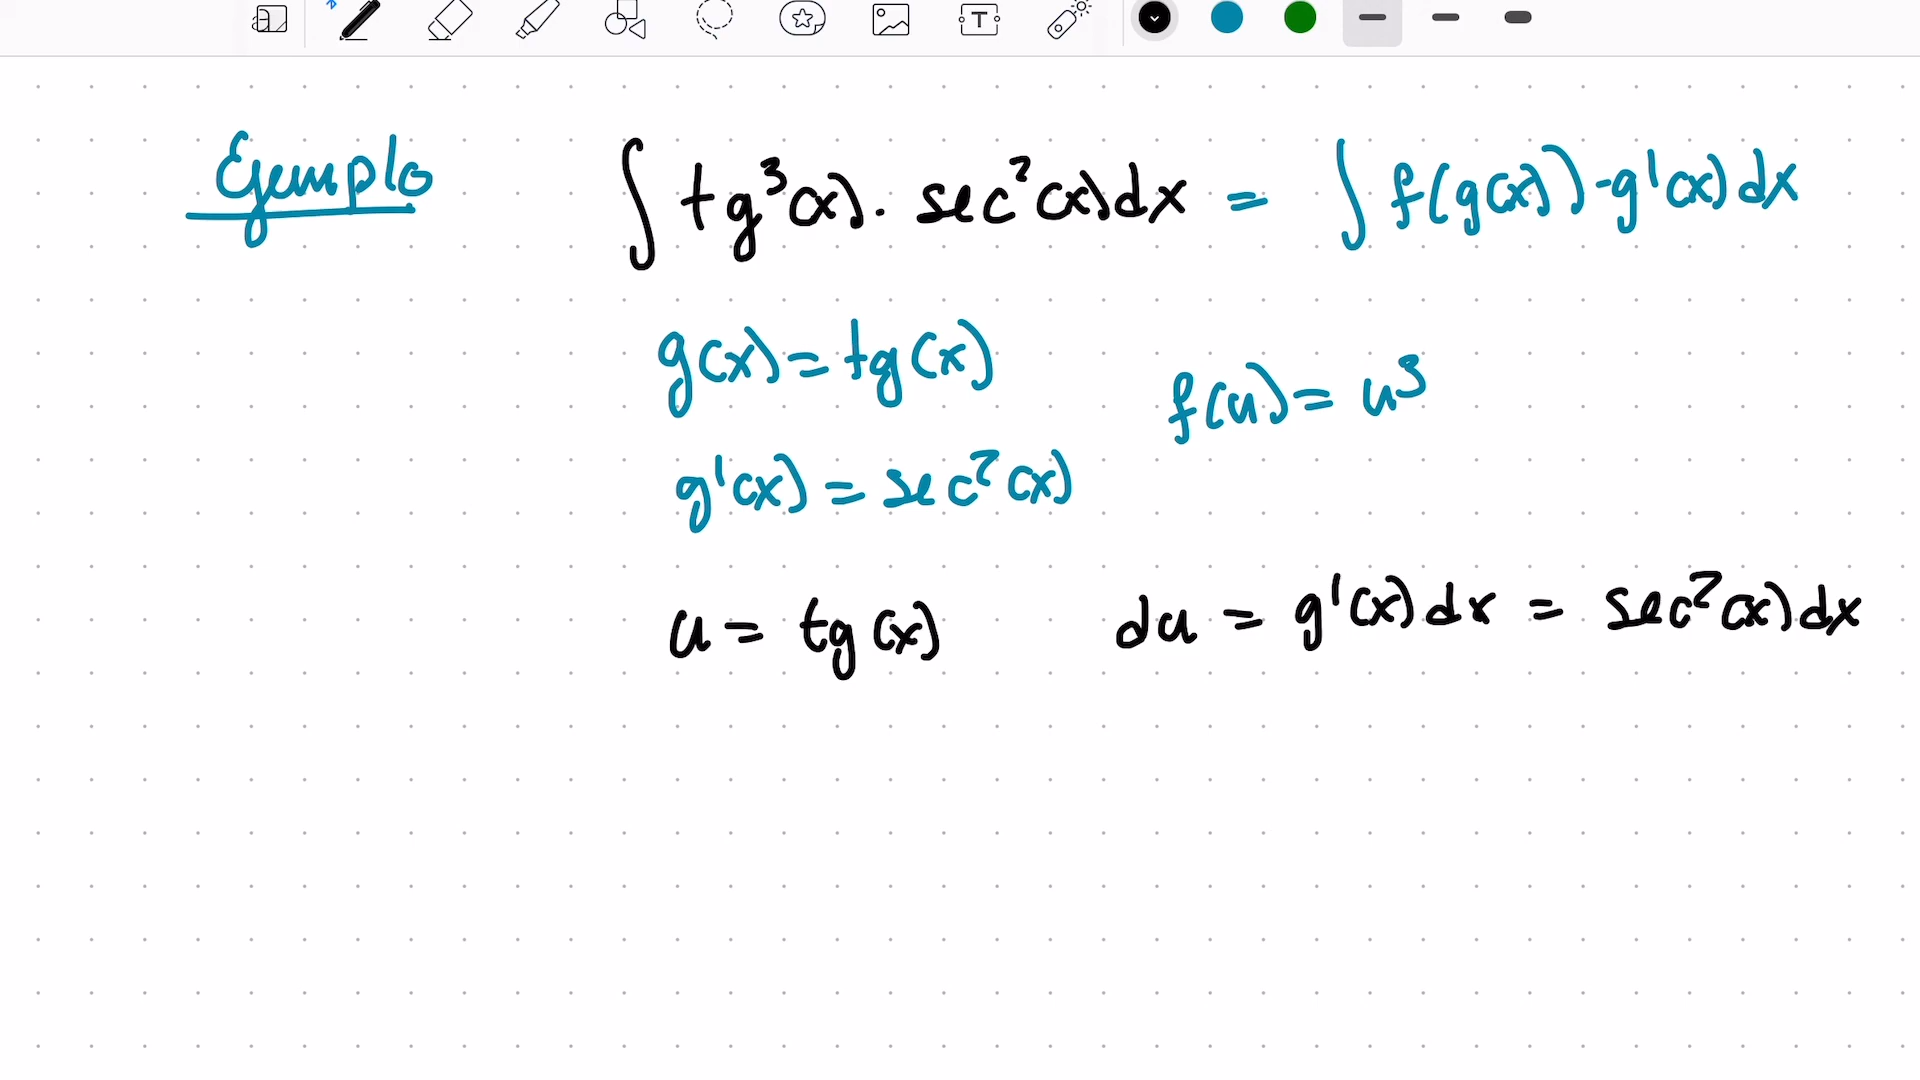 Ejemplo ∫ tg³(x) · sec²(x)dx = ∫ f(g(x)) · g'(x)dx
g(x) = tg(x)
f(u) = u³
g'(x) = sec²(x)
u = tg(x) du = g'(x)dx = sec²(x)dx